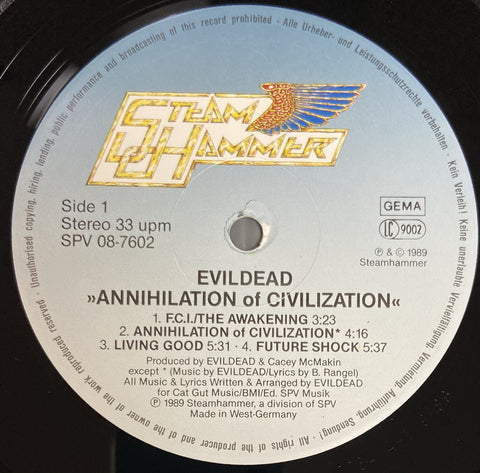 STEAM
HAMMER
Side 1
Stereo 33 upm
SPV 08-7602
GEMA
LC 9002
℗ & © 1989
Steamhammer
EVILDEAD
»ANNIHILATION of CIVILIZATION«
1. F.C.I./THE AWAKENING 3:23
2. ANNIHILATION of CIVILIZATION* 4:16
3. LIVING GOOD 5:31 · 4. FUTURE SHOCK 5:37
Produced by EVILDEAD & Cacey McMakin
except * (Music by EVILDEAD/Lyrics by B. Rangel)
All Music & Lyrics Written & Arranged by EVILDEAD
for Cat Gut Music/BMI/Ed. SPV Musik
℗ 1989 Steamhammer, a division of SPV
Made in West-Germany
· All rights of the manufacturer and of the owner of the work reproduced reserved · Unauthorised copying, hiring, lending, public performance and broadcasting of this record prohibited · Alle Urheber- und Leistungsschutzrechte vorbehalten · Kein Verleih! Keine unerlaubte Vervielfältigung, Vermietung, Aufführung, Sendung!